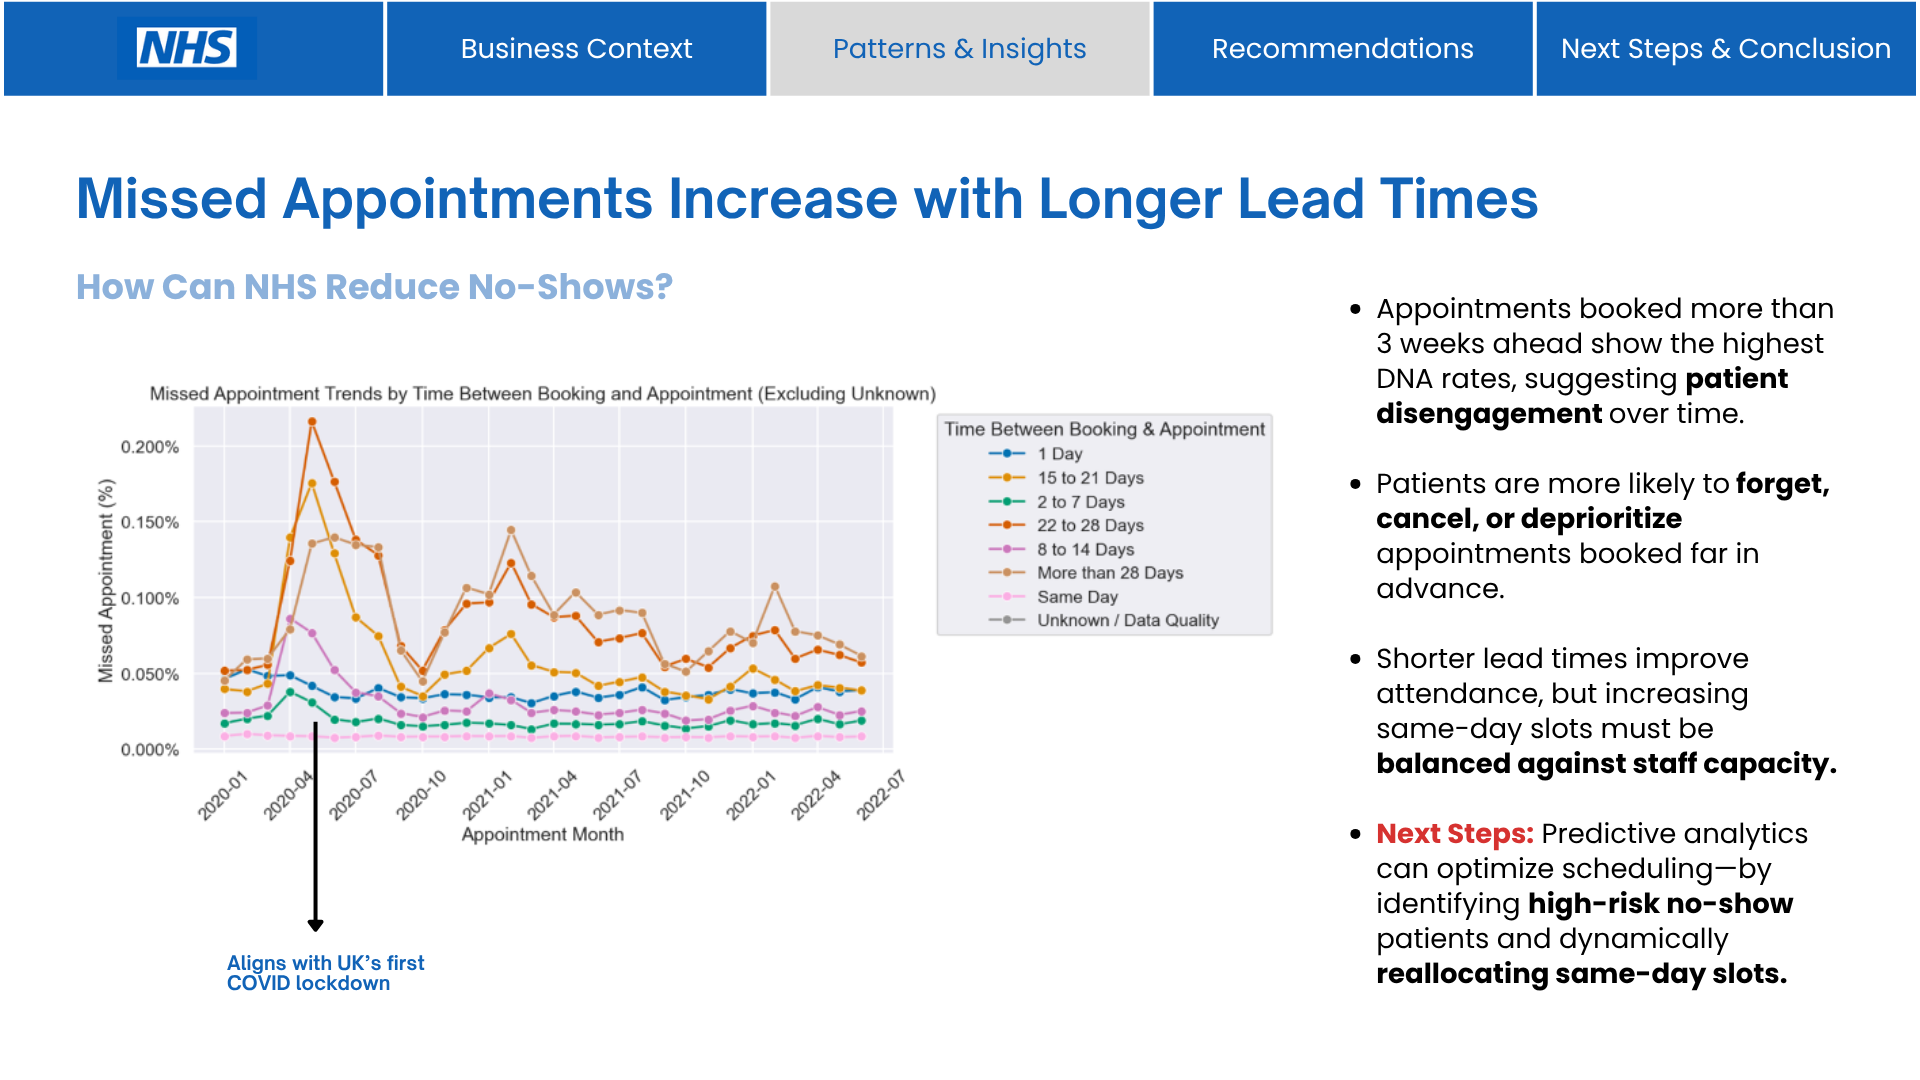 NHS
Business Context
Patterns & Insights
Recommendations
Next Steps & Conclusion
Missed Appointments Increase with Longer Lead Times
How Can NHS Reduce No-Shows?
Missed Appointment Trends by Time Between Booking and Appointment (Excluding Unknown)
Missed Appointment (%)
0.200%
0.150%
0.100%
0.050%
0.000%
2020-01
2020-04
2020-07
2020-10
2021-01
2021-04
2021-07
2021-10
2022-01
2022-04
2022-07
Appointment Month
Time Between Booking & Appointment
1 Day
15 to 21 Days
2 to 7 Days
22 to 28 Days
8 to 14 Days
More than 28 Days
Same Day
Unknown / Data Quality
Aligns with UK's first
COVID lockdown
• Appointments booked more than
3 weeks ahead show the highest
DNA rates, suggesting patient
disengagement over time.
• Patients are more likely to forget,
cancel, or deprioritize
appointments booked far in
advance.
• Shorter lead times improve
attendance, but increasing
same-day slots must be
balanced against staff capacity.
• Next Steps: Predictive analytics
can optimize scheduling—by
identifying high-risk no-show
patients and dynamically
reallocating same-day slots.